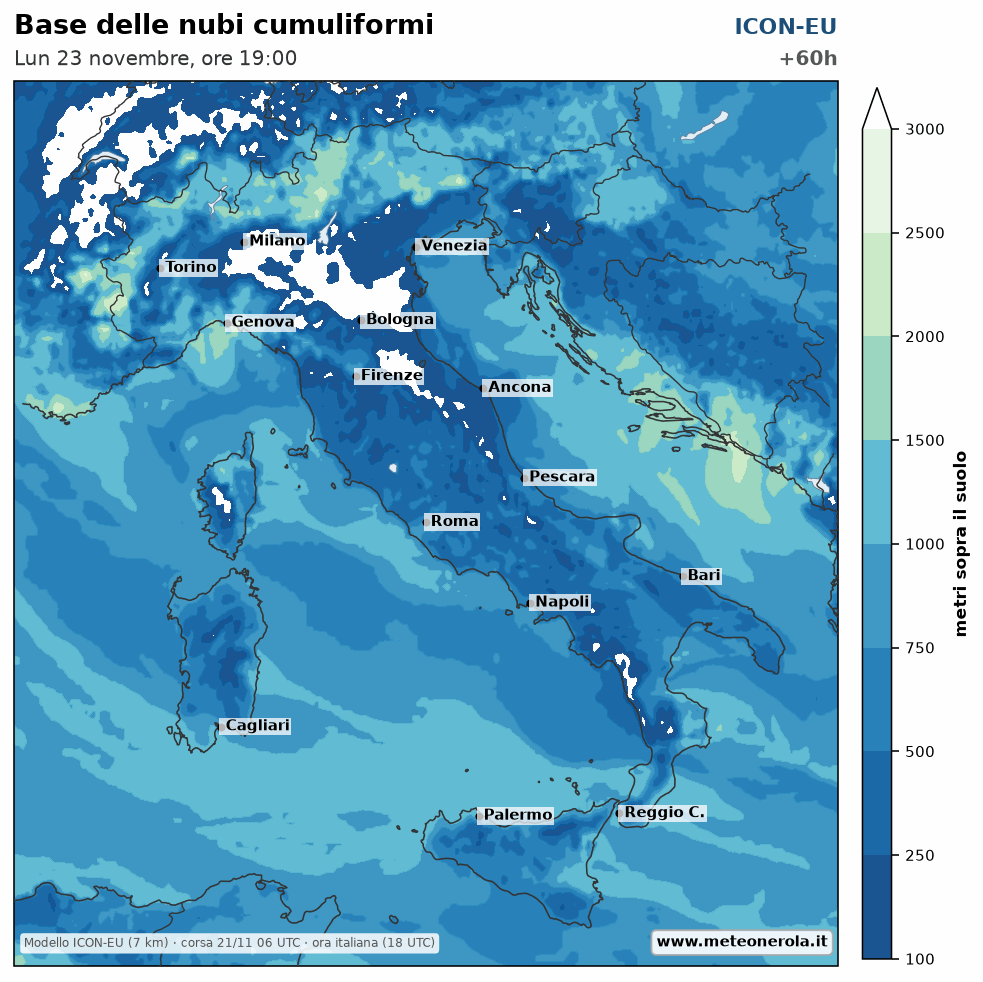 Base delle nubi cumuliformi
ICON-EU
Lun 23 novembre, ore 19:00
+60h
3000
2500
2000
1500
1000
750
500
250
100
metri sopra il suolo
Milano
Venezia
Torino
Genova
Bologna
Firenze
Ancona
Pescara
Roma
Bari
Napoli
Cagliari
Palermo
Reggio C.
Modello ICON-EU (7 km) · corsa 21/11 06 UTC · ora italiana (18 UTC)
www.meteonerola.it